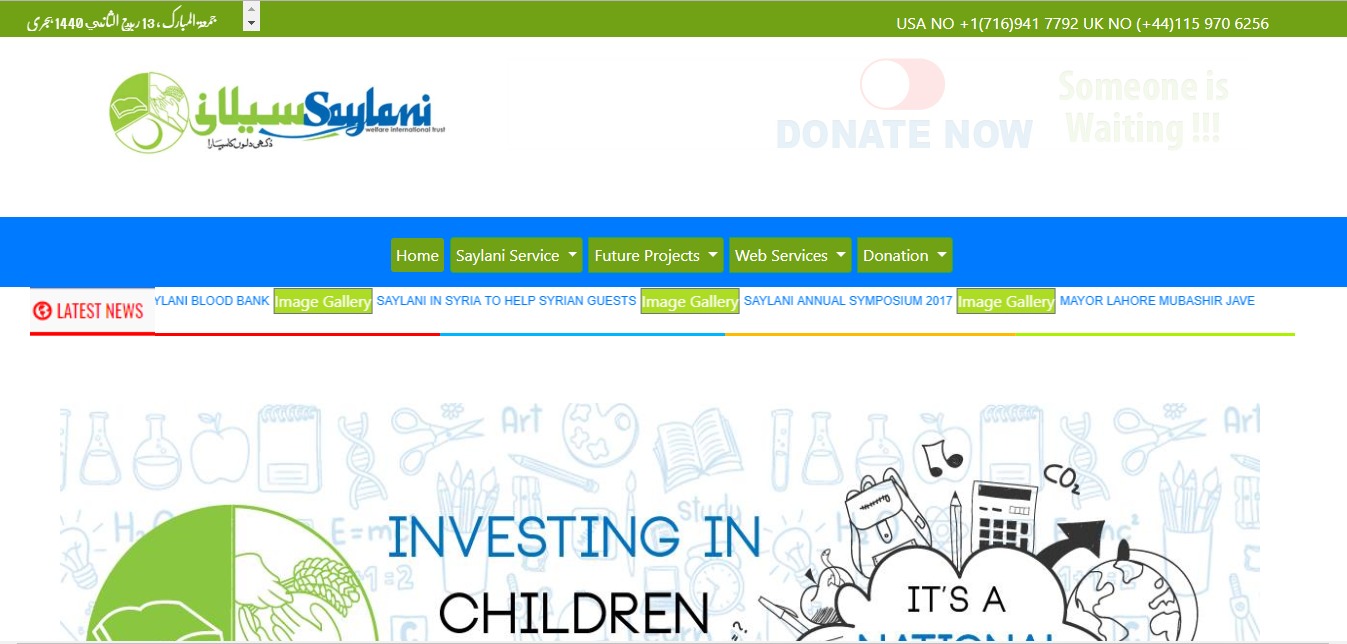 جمعۃ المبارک ، 13 ربیع الثانی 1440 ہجری
USA NO +1(716)941 7792 UK NO (+44)115 970 6256
سیلانی Saylani
welfare international trust
دکھی دلوں کا سہارا
DONATE NOW
Someone is
Waiting !!!
Home Saylani Service Future Projects Web Services Donation
LATEST NEWS YLANI BLOOD BANK Image Gallery SAYLANI IN SYRIA TO HELP SYRIAN GUESTS Image Gallery SAYLANI ANNUAL SYMPOSIUM 2017 Image Gallery MAYOR LAHORE MUBASHIR JAVE
Art
Art
study
CO2
E=mc
INVESTING IN
CHILDREN
IT'S A
NATIONAL